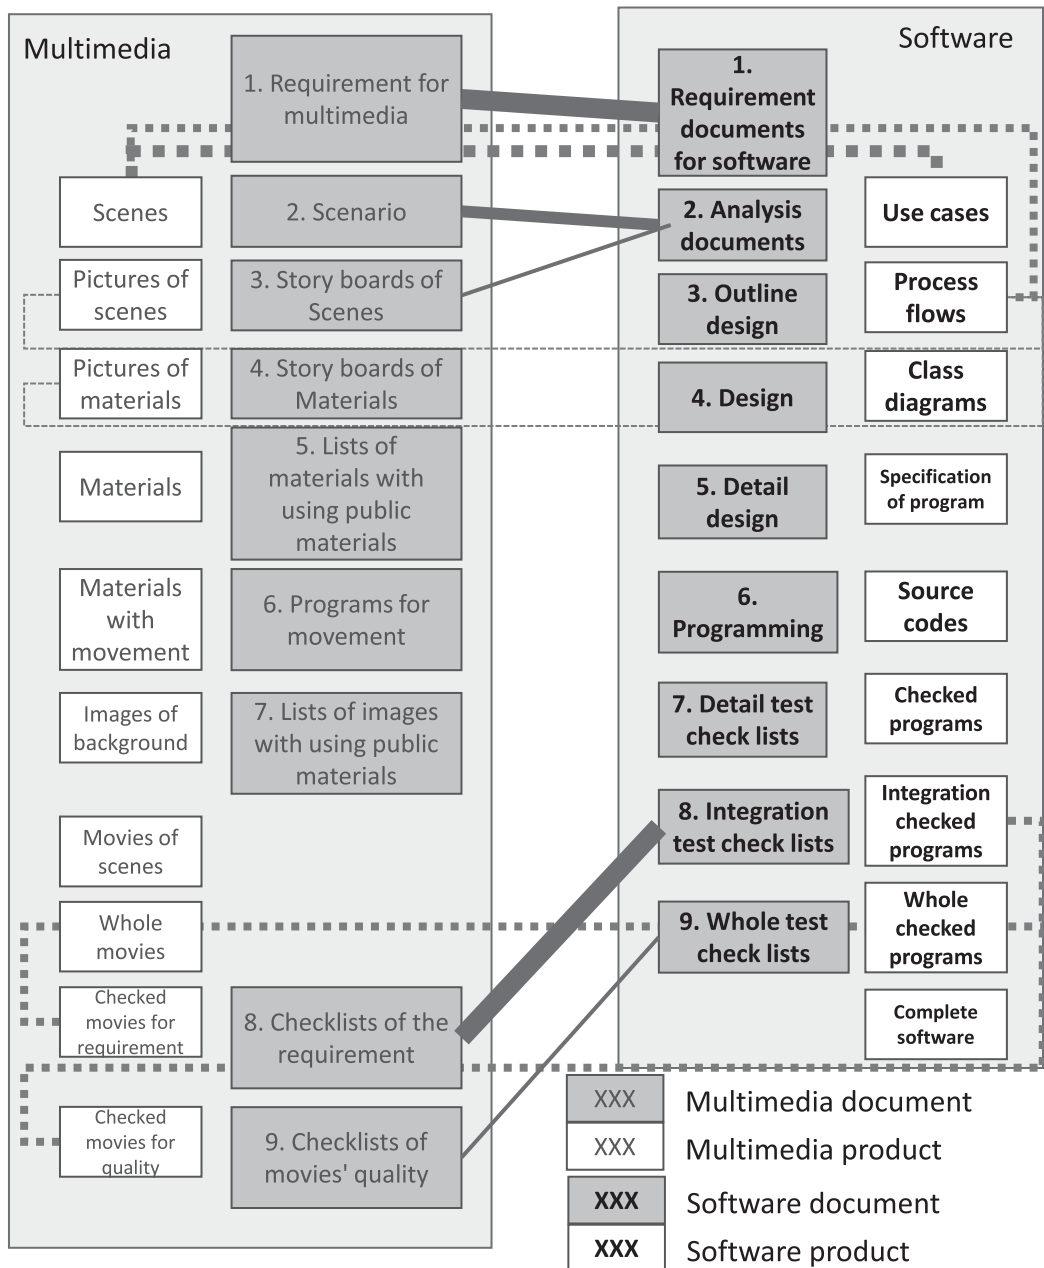 Multimedia
1. Requirement for
multimedia
Scenes
2. Scenario
Pictures of
scenes
3. Story boards of
Scenes
Pictures of
materials
4. Story boards of
Materials
Materials
5. Lists of
materials with
using public
materials
Materials
with
movement
6. Programs for
movement
Images of
background
7. Lists of images
with using public
materials
Movies of
scenes
Whole
movies
Checked
movies for
requirement
8. Checklists of the
requirement
Checked
movies for
quality
9. Checklists of
movies' quality
Software
1.
Requirement
documents
for software
2. Analysis
documents
Use cases
3. Outline
design
Process
flows
4. Design
Class
diagrams
5. Detail
design
Specification
of program
6.
Programming
Source
codes
7. Detail test
check lists
Checked
programs
8. Integration
test check lists
Integration
checked
programs
9. Whole test
check lists
Whole
checked
programs
Complete
software
XXX Multimedia document
XXX Multimedia product
XXX Software document
XXX Software product